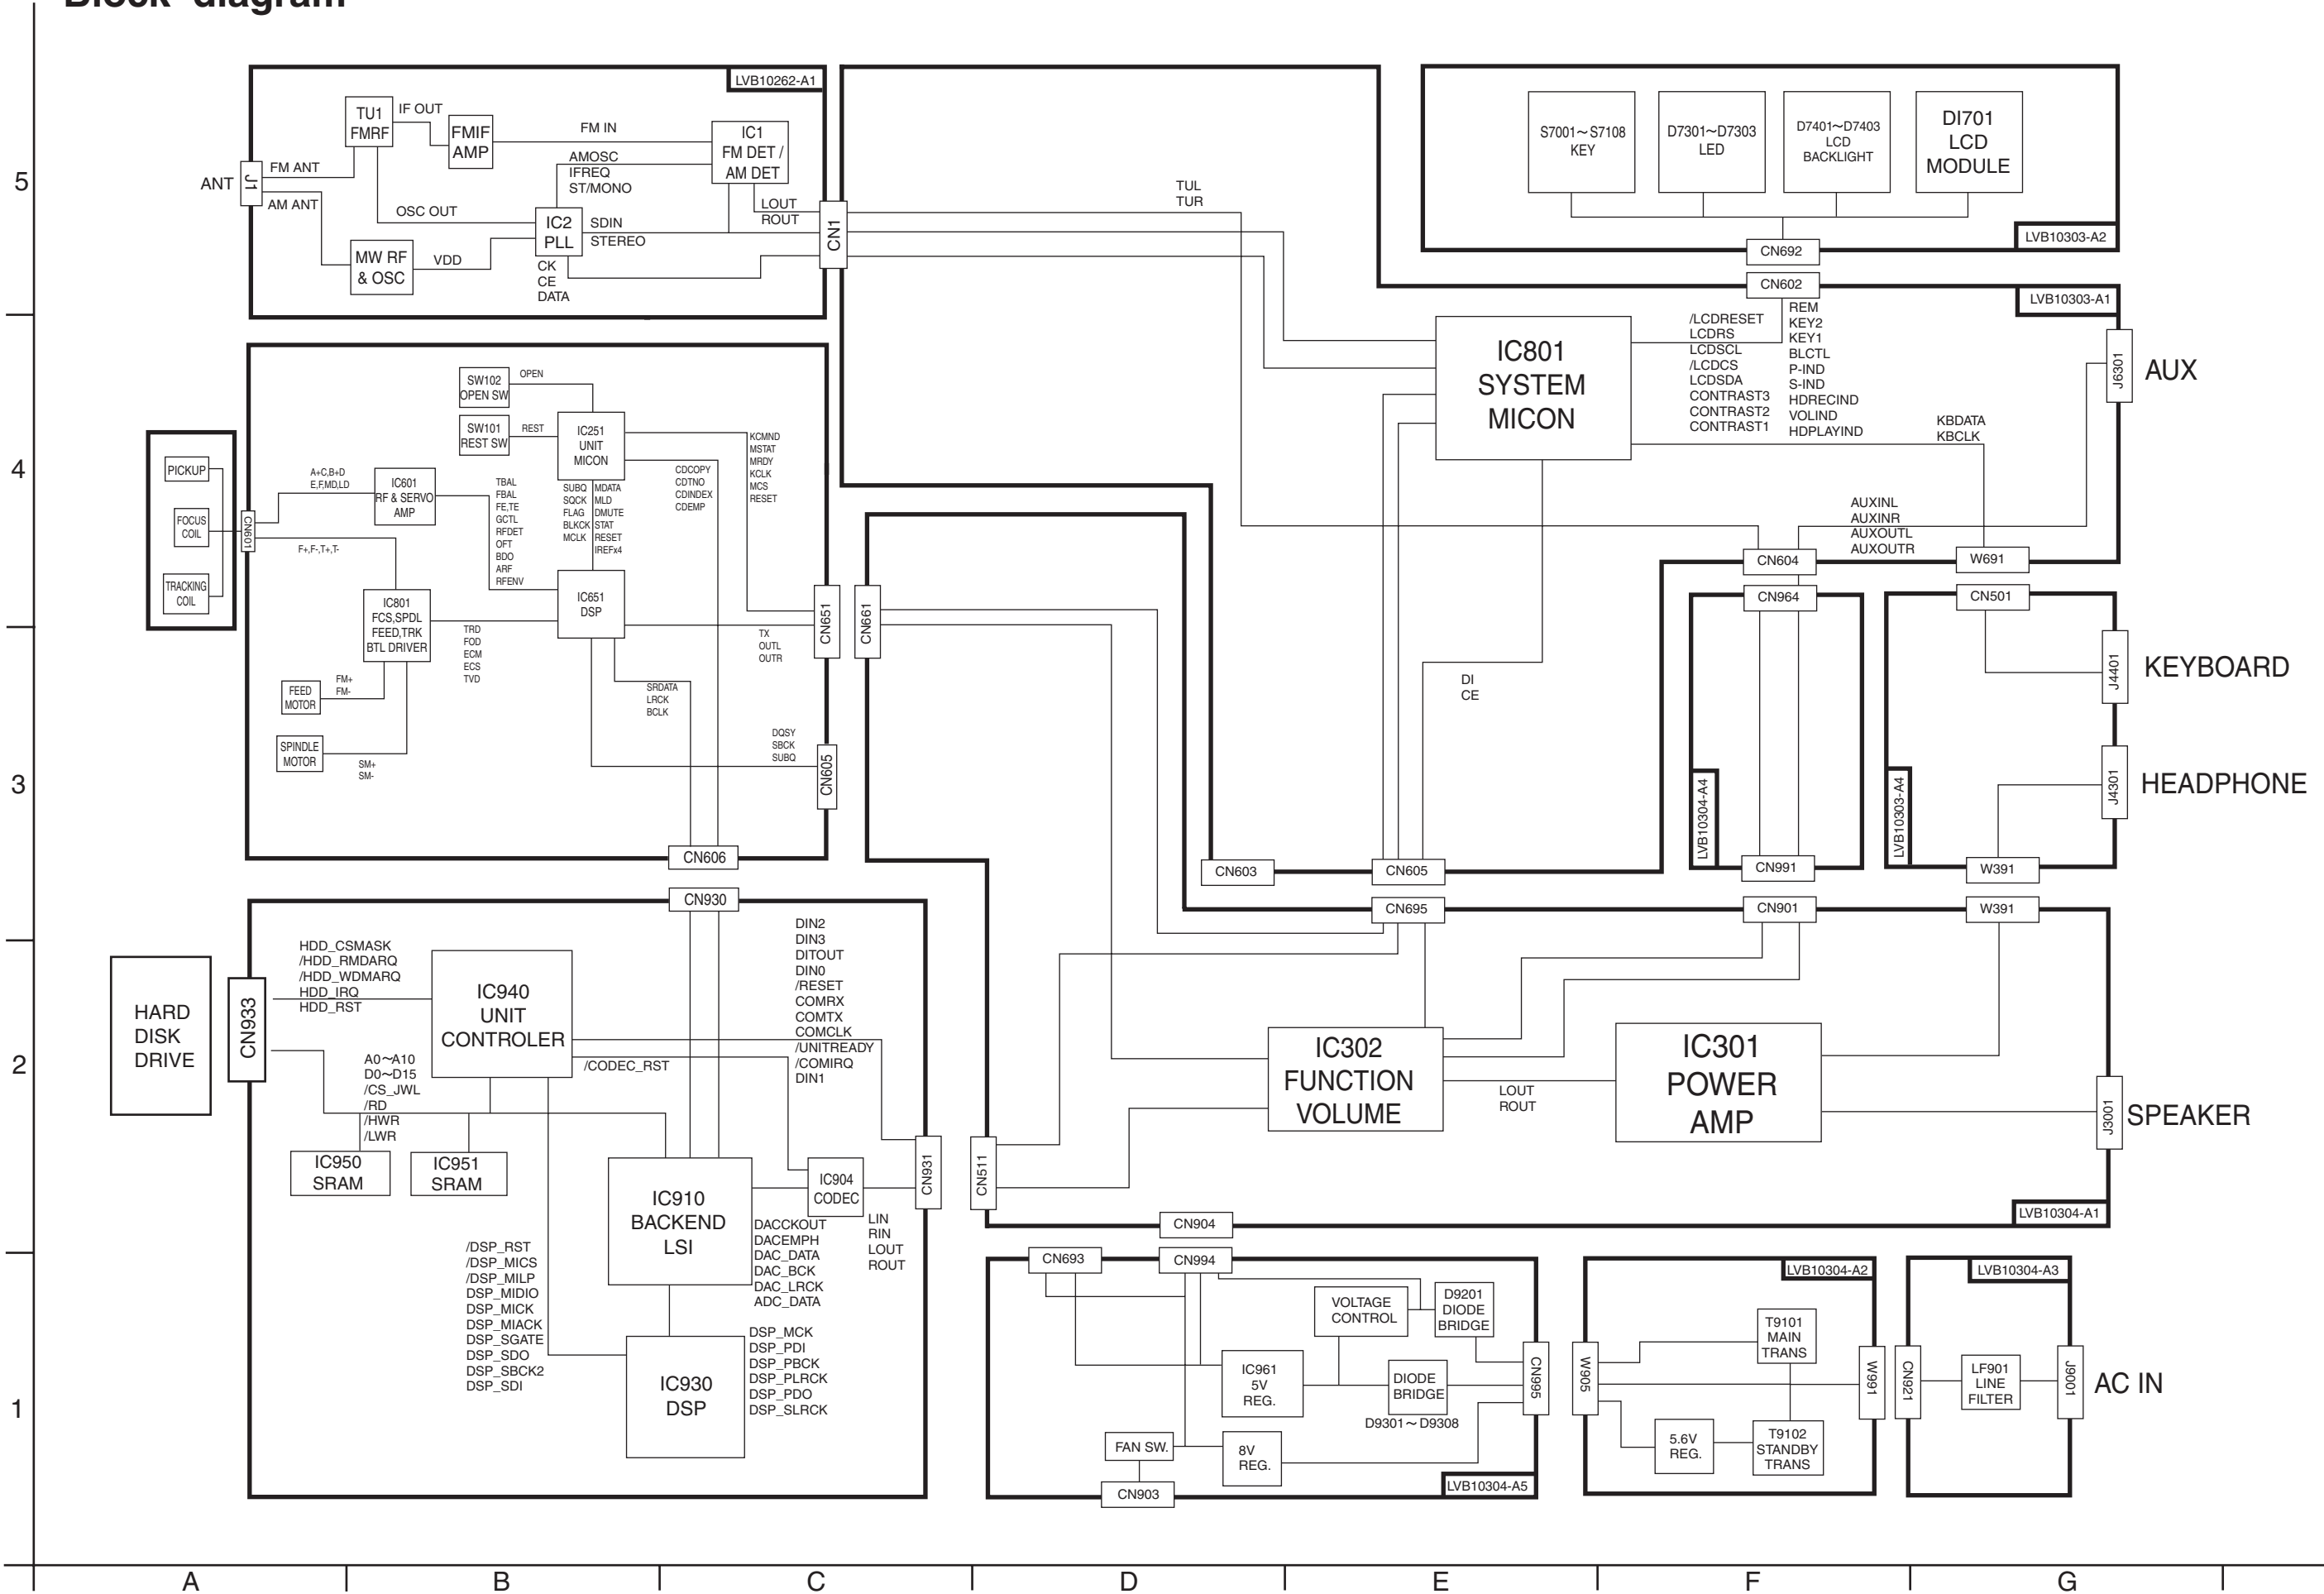 Block diagram
5
4
3
2
1
A
B
C
D
E
F
G
LVB10262-A1
ANT
J1
FM ANT
AM ANT
TU1
FMRF
IF OUT
FMIF
AMP
FM IN
IC1
FM DET /
AM DET
AMOSC
IFREQ
ST/MONO
OSC OUT
IC2
PLL
SDIN
STEREO
LOUT
ROUT
CN1
MW RF
& OSC
VDD
CK
CE
DATA
TUL
TUR
S7001~S7108
KEY
D7301~D7303
LED
D7401~D7403
LCD
BACKLIGHT
DI701
LCD
MODULE
LVB10303-A2
CN692
CN602
LVB10303-A1
IC801
SYSTEM
MICON
/LCDRESET
LCDRS
LCDSCL
/LCDCS
LCDSDA
CONTRAST3
CONTRAST2
CONTRAST1
REM
KEY2
KEY1
BLCTL
P-IND
S-IND
HDRECIND
VOLIND
HDPLAYIND
KBDATA
KBCLK
J6301
AUX
AUXINL
AUXINR
AUXOUTL
AUXOUTR
CN604
W691
DI
CE
CN603
CN605
PICKUP
FOCUS
COIL
TRACKING
COIL
CN601
A+C,B+D
E,F,MD,LD
F+,F-,T+,T-
SW102
OPEN SW
OPEN
SW101
REST SW
REST
IC251
UNIT
MICON
IC601
RF & SERVO
AMP
TBAL
FBAL
FE,TE
GCTL
RFDET
OFT
BDO
ARF
RFENV
SUBQ
SQCK
FLAG
BLKCK
MCLK
MDATA
MLD
DMUTE
STAT
RESET
IREFx4
CDCOPY
CDTNO
CDINDEX
CDEMP
KCMND
MSTAT
MRDY
KCLK
MCS
RESET
IC801
FCS,SPDL
FEED,TRK
BTL DRIVER
IC651
DSP
TRD
FOD
ECM
ECS
TVD
FEED
MOTOR
FM+
FM-
SPINDLE
MOTOR
SM+
SM-
SRDATA
LRCK
BCLK
TX
OUTL
OUTR
DQSY
SBCK
SUBQ
CN651
CN605
CN606
CN661
CN964
CN991
LVB10304-A4
CN501
J4401
KEYBOARD
J4301
HEADPHONE
LVB10303-A4
W391
HARD
DISK
DRIVE
CN933
CN930
HDD_CSMASK
/HDD_RMDARQ
/HDD_WDMARQ
HDD_IRQ
HDD_RST
IC940
UNIT
CONTROLER
A0~A10
D0~D15
/CS_JWL
/RD
/HWR
/LWR
/CODEC_RST
DIN2
DIN3
DITOUT
DIN0
/RESET
COMRX
COMTX
COMCLK
/UNITREADY
/COMIRQ
DIN1
IC950
SRAM
IC951
SRAM
IC910
BACKEND
LSI
IC904
CODEC
CN931
LIN
RIN
LOUT
ROUT
DACCKOUT
DACEMPH
DAC_DATA
DAC_BCK
DAC_LRCK
ADC_DATA
/DSP_RST
/DSP_MICS
/DSP_MILP
DSP_MIDIO
DSP_MICK
DSP_MIACK
DSP_SGATE
DSP_SDO
DSP_SBCK2
DSP_SDI
IC930
DSP
DSP_MCK
DSP_PDI
DSP_PBCK
DSP_PLRCK
DSP_PDO
DSP_SLRCK
CN695
CN901
W391
IC302
FUNCTION
VOLUME
LOUT
ROUT
IC301
POWER
AMP
J3001
SPEAKER
CN511
CN904
LVB10304-A1
CN693
CN994
VOLTAGE
CONTROL
D9201
DIODE
BRIDGE
IC961
5V
REG.
DIODE
BRIDGE
D9301~D9308
CN995
FAN SW.
8V
REG.
CN903
LVB10304-A5
LVB10304-A2
W905
T9101
MAIN
TRANS
5.6V
REG.
T9102
STANDBY
TRANS
W991
LVB10304-A3
CN921
LF901
LINE
FILTER
J9001
AC IN